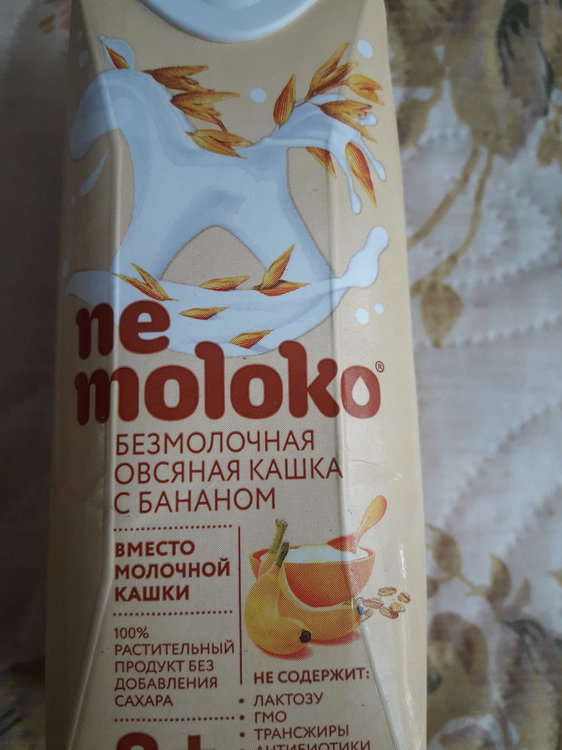 ne
moloko®
БЕЗМОЛОЧНАЯ
ОВСЯНАЯ КАШКА
С БАНАНОМ
ВМЕСТО
МОЛОЧНОЙ
КАШКИ
100%
РАСТИТЕЛЬНЫЙ
ПРОДУКТ БЕЗ
ДОБАВЛЕНИЯ
САХАРА
НЕ СОДЕРЖИТ:
• ЛАКТОЗУ
• ГМО
• ТРАНСЖИРЫ
• АНТИБИОТИКИ